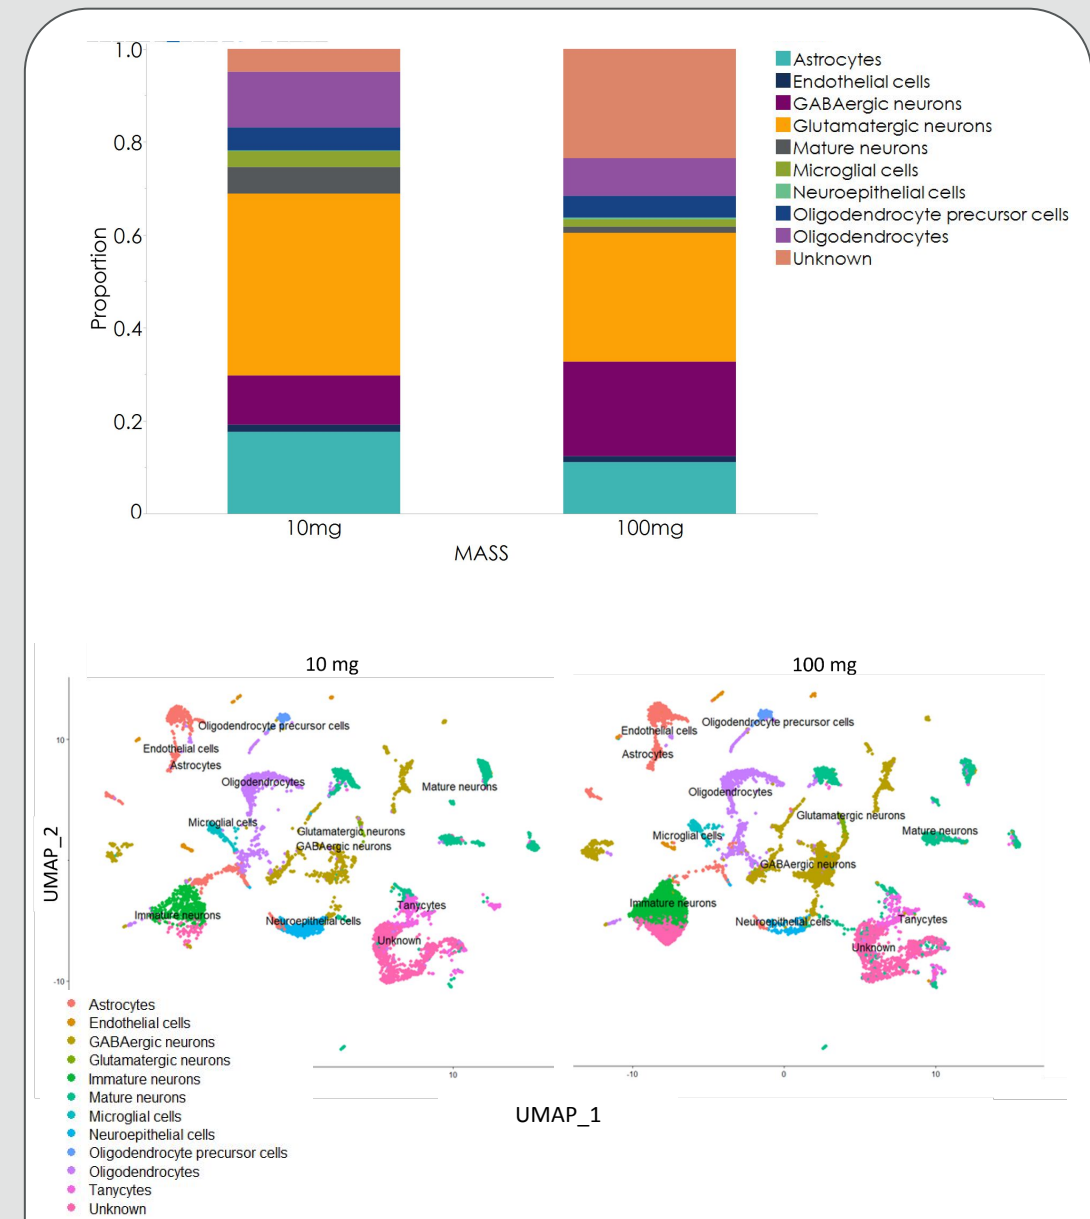 1.0
0.8
0.6
0.4
0.2
0
Proportion
10mg
100mg
MASS
Astrocytes
Endothelial cells
GABAergic neurons
Glutamatergic neurons
Mature neurons
Microglial cells
Neuroepithelial cells
Oligodendrocyte precursor cells
Oligodendrocytes
Unknown
10 mg
Oligodendrocyte precursor cells
Endothelial cells
Astrocytes
Oligodendrocytes
Mature neurons
Microglial cells
Glutamatergic neurons
GABAergic neurons
Immature neurons
Neuroepithelial cells
Tanycytes
Unknown
10
-10
UMAP_2
10
100 mg
Oligodendrocyte precursor cells
Endothelial cells
Astrocytes
Oligodendrocytes
Glutamatergic neurons
Mature neurons
Microglial cells
GABAergic neurons
Immature neurons
Neuroepithelial cells
Tanycytes
Unknown
-10
0
10
UMAP_1
Astrocytes
Endothelial cells
GABAergic neurons
Glutamatergic neurons
Immature neurons
Mature neurons
Microglial cells
Neuroepithelial cells
Oligodendrocyte precursor cells
Oligodendrocytes
Tanycytes
Unknown